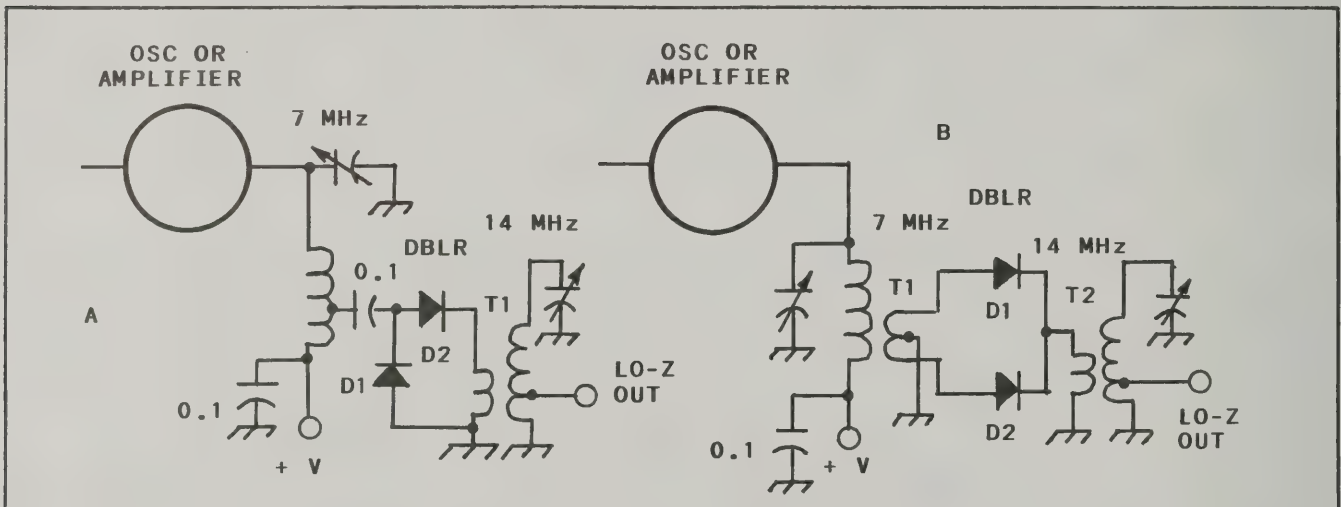 OSC OR
AMPLIFIER
7 MHz
14 MHz
DBLR
0.1
T1
A
D2
D1
LO-Z
OUT
0.1
+ V
OSC OR
AMPLIFIER
B
DBLR
7 MHz
14 MHz
T1
T2
D1
D2
LO-Z
OUT
0.1
+ V